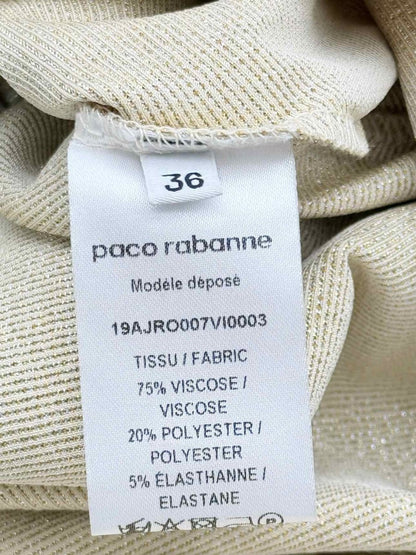 36
paco rabanne
Modèle déposé
19AJRO007VI0003
TISSU / FABRIC
75% VISCOSE /
VISCOSE
20% POLYESTER /
POLYESTER
5% ÉLASTHANNE /
ELASTANE